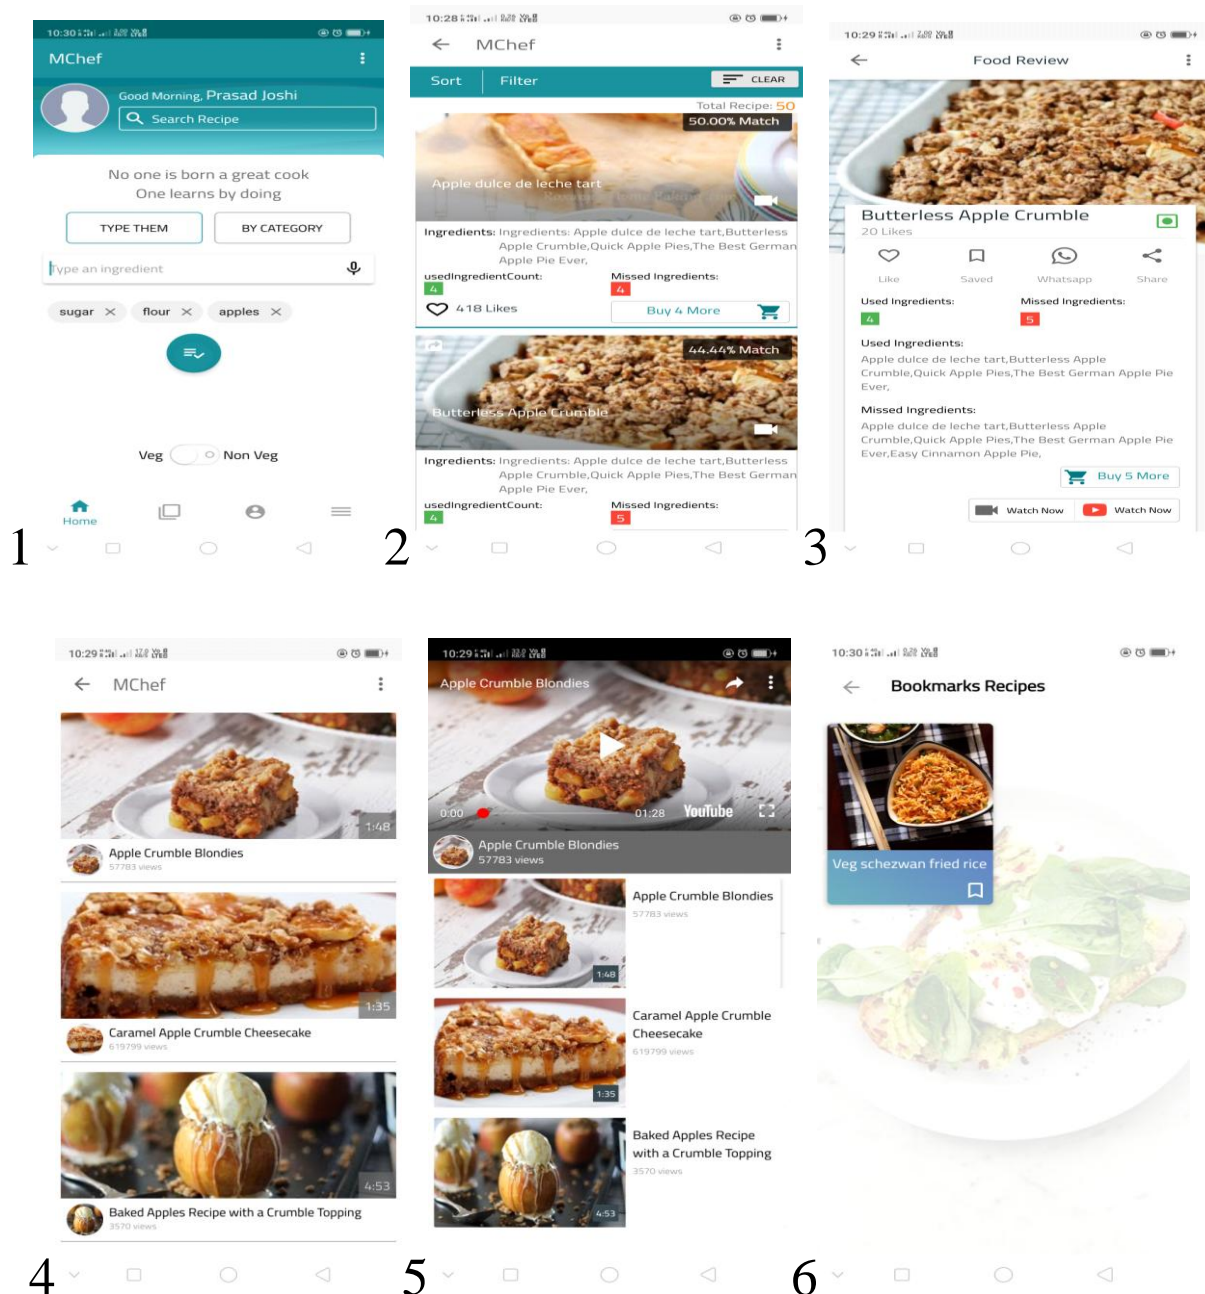 10:30
MChef
Good Morning, Prasad Joshi
Search Recipe
No one is born a great cook
One learns by doing
TYPE THEM
BY CATEGORY
Type an ingredient
sugar ×
flour ×
apples ×
Veg
Non Veg
Home
1
10:28
MChef
Sort
Filter
CLEAR
Total Recipe: 50
50.00% Match
Apple dulce de leche tart
Ingredients: Ingredients: Apple dulce de leche tart,Butterless
Apple Crumble,Quick Apple Pies,The Best German
Apple Pie Ever,
usedIngredientCount:
Missed Ingredients:
4
4
418 Likes
Buy 4 More
44.44% Match
Butterless Apple Crumble
Ingredients: Ingredients: Apple dulce de leche tart,Butterless
Apple Crumble,Quick Apple Pies,The Best German
Apple Pie Ever,
usedIngredientCount:
Missed Ingredients:
4
5
2
10:29
Food Review
Butterless Apple Crumble
20 Likes
Like
Saved
Whatsapp
Share
Used Ingredients:
Missed Ingredients:
4
5
Used Ingredients:
Apple dulce de leche tart,Butterless Apple
Crumble,Quick Apple Pies,The Best German Apple Pie
Ever,
Missed Ingredients:
Apple dulce de leche tart,Butterless Apple
Crumble,Quick Apple Pies,The Best German Apple Pie
Ever,Easy Cinnamon Apple Pie,
Buy 5 More
Watch Now
Watch Now
3
10:29
MChef
1:48
Apple Crumble Blondies
57783 views
1:35
Caramel Apple Crumble Cheesecake
619799 views
4:53
Baked Apples Recipe with a Crumble Topping
3570 views
4
10:29
Apple Crumble Blondies
0:00
01:28
YouTube
Apple Crumble Blondies
57783 views
Apple Crumble Blondies
57783 views
1:48
Caramel Apple Crumble
Cheesecake
619799 views
1:35
Baked Apples Recipe
with a Crumble Topping
3570 views
4:53
5
10:30
Bookmarks Recipes
Veg schezwan fried rice
6